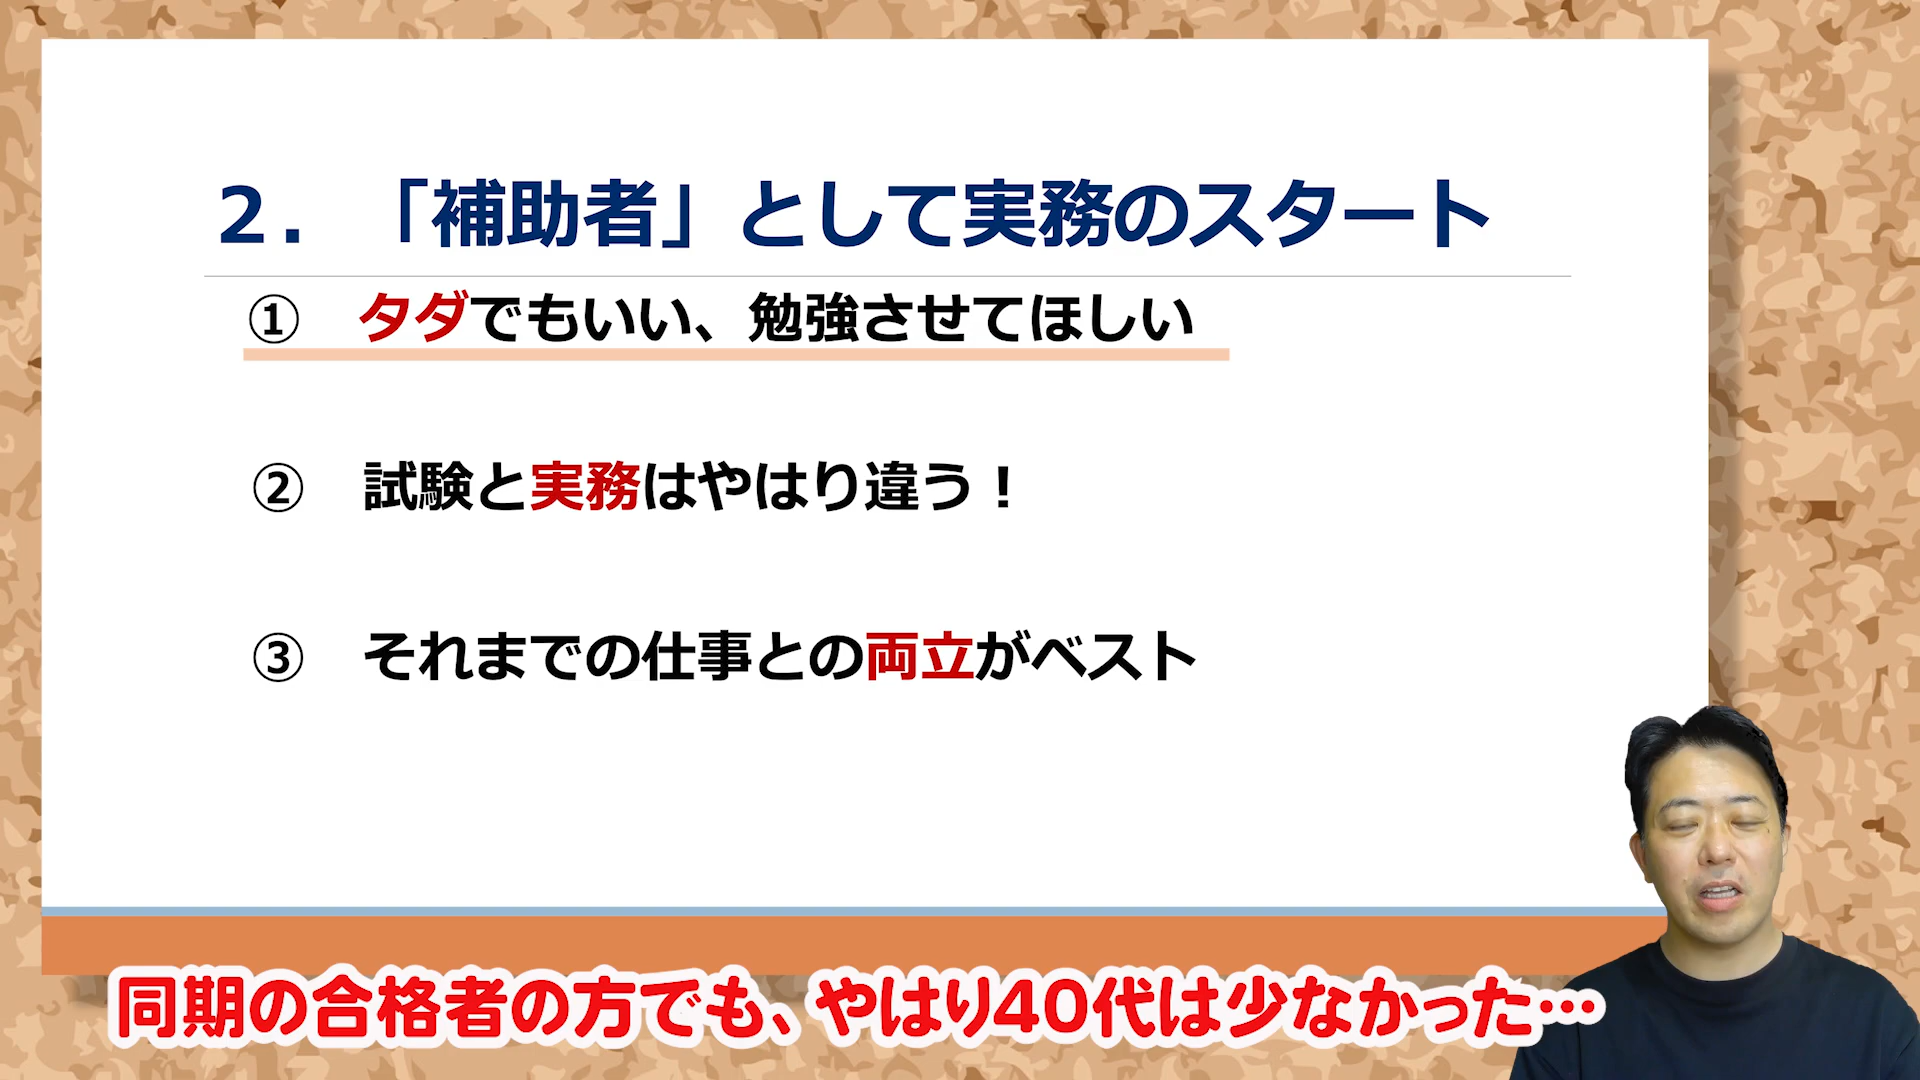 ２．「補助者」として実務のスタート
① タダでもいい、勉強させてほしい
② 試験と実務はやはり違う！
③ それまでの仕事との両立がベスト
同期の合格者の方でも、やはり40代は少なかった…